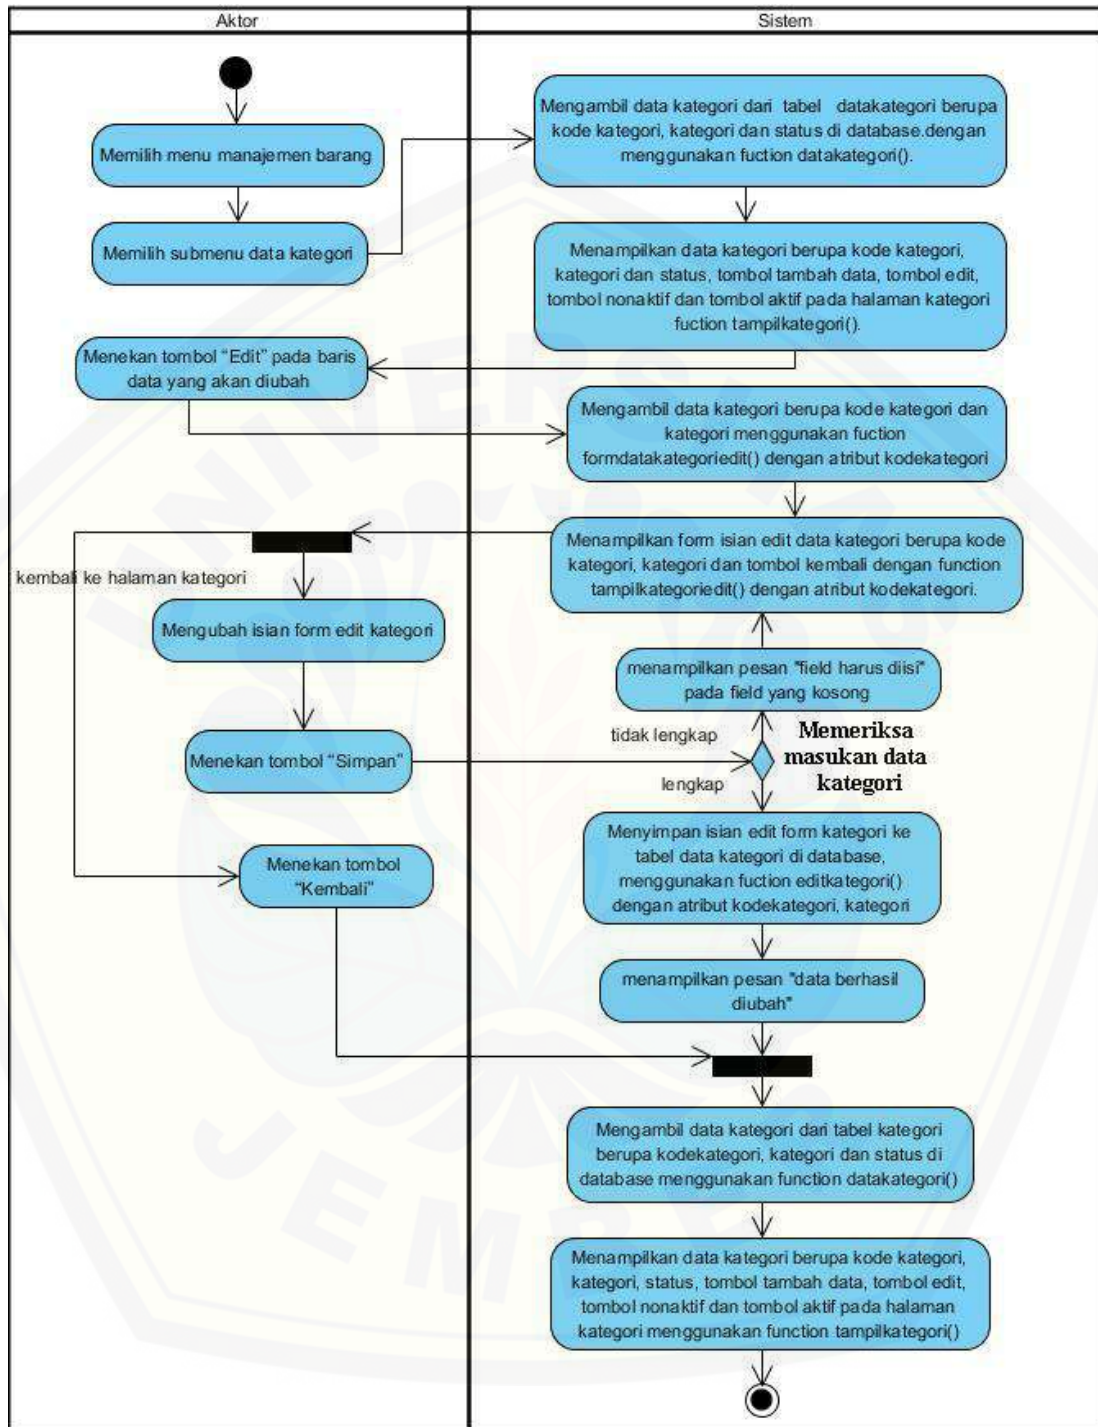 Aktor
Sistem
Memilih menu manajemen barang
Memilih submenu data kategori
Mengambil data kategori dari tabel datakategori berupa
kode kategori, kategori dan status di database.dengan
menggunakan fuction datakategori().
Menampilkan data kategori berupa kode kategori,
kategori dan status, tombol tambah data, tombol edit,
tombol nonaktif dan tombol aktif pada halaman kategori
fuction tampilkategori().
Menekan tombol “Edit” pada baris
data yang akan diubah
Mengambil data kategori berupa kode kategori dan
kategori menggunakan fuction
formdatakategoriedit() dengan atribut kodekategori
Menampilkan form isian edit data kategori berupa kode
kategori, kategori dan tombol kembali dengan function
tampilkategoriedit() dengan atribut kodekategori.
kembali ke halaman kategori
Mengubah isian form edit kategori
menampilkan pesan "field harus diisi"
pada field yang kosong
Menekan tombol “Simpan”
tidak lengkap
lengkap
Memeriksa
masukan data
kategori
Menyimpan isian edit form kategori ke
tabel data kategori di database,
menggunakan fuction editkategori()
dengan atribut kodekategori, kategori
Menekan tombol
“Kembali”
menampilkan pesan "data berhasil
diubah"
Mengambil data kategori dari tabel kategori
berupa kodekategori, kategori dan status di
database menggunakan function datakategori()
Menampilkan data kategori berupa kode kategori,
kategori, status, tombol tambah data, tombol edit,
tombol nonaktif dan tombol aktif pada halaman
kategori menggunakan function tampilkategori()
UNIVERSITAS
JEMBER